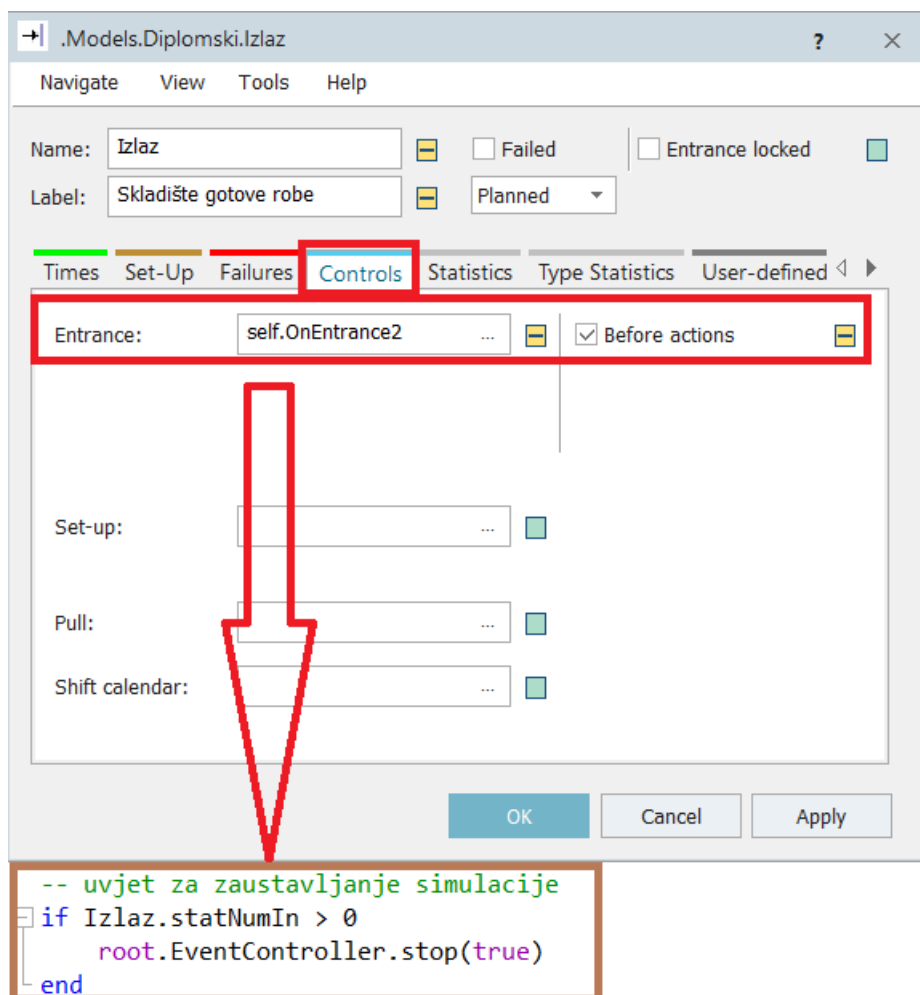 .Models.Diplomski.Izlaz ?
Navigate View Tools Help
Name: Izlaz Failed Entrance locked
Label: Skladište gotove robe Planned
Times Set-Up Failures Controls Statistics Type Statistics User-defined
Entrance: self.OnEntrance2 ... Before actions
Set-up: ...
Pull: ...
Shift calendar: ...
OK Cancel Apply
-- uvjet za zaustavljanje simulacije
if Izlaz.statNumIn > 0
root.EventController.stop(true)
end